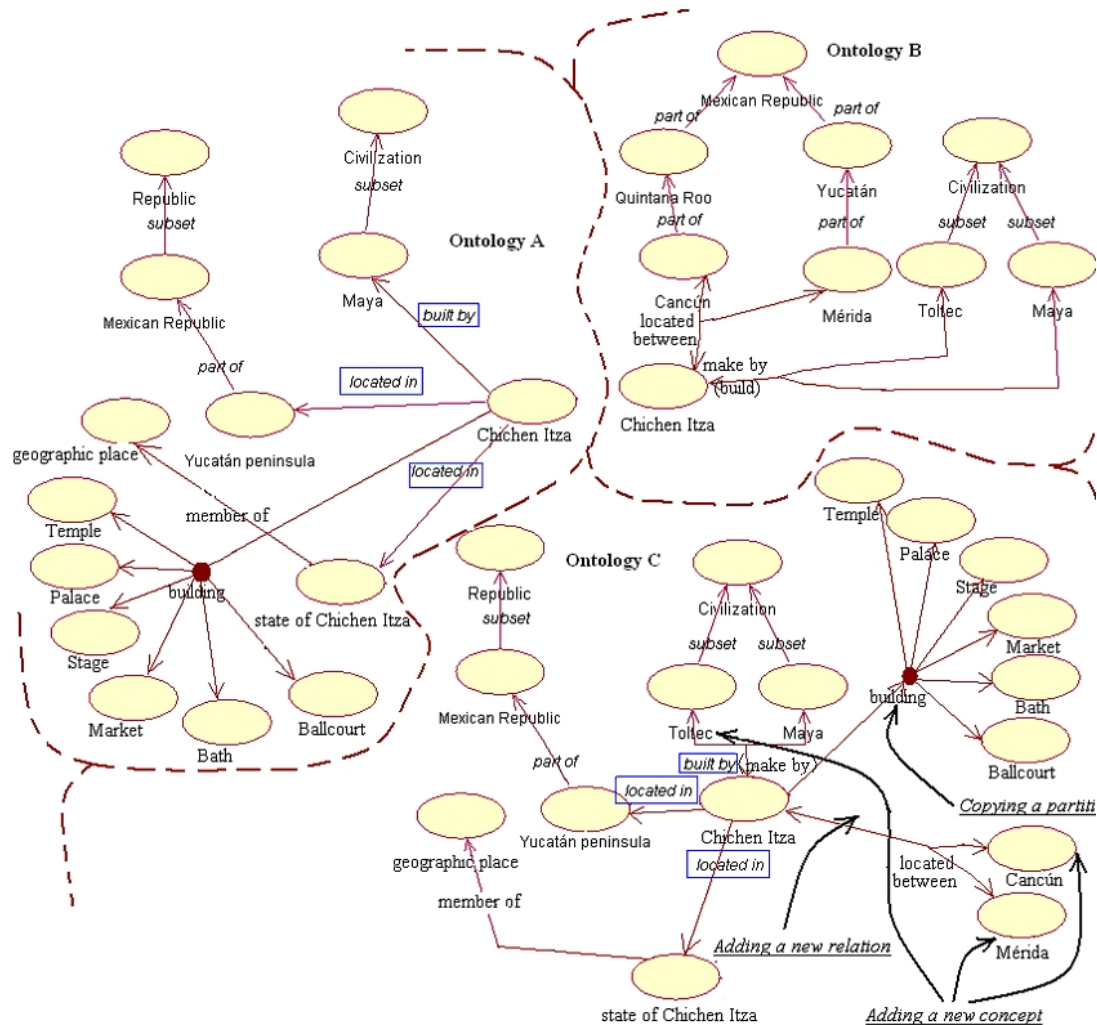 Ontology B
Mexican Republic
part of
part of
Quintana Roo
Yucatán
Civilization
part of
part of
subset
subset
Cancún
Mérida
Toltec
Maya
located
between
make by
(build)
Chichen Itza
Ontology A
Civilization
subset
Republic
subset
Maya
Mexican Republic
built by
part of
located in
Chichen Itza
geographic place
Yucatán peninsula
located in
Temple
member of
Palace
building
state of Chichen Itza
Stage
Market
Bath
Ballcourt
Ontology C
Republic
Civilization
subset
subset
subset
Mexican Republic
Toltec
Maya
part of
built by
(make by)
located in
Yucatán peninsula
Chichen Itza
geographic place
located in
member of
state of Chichen Itza
Temple
Palace
Stage
Market
building
Bath
Ballcourt
Copying a partiti
located
between
Cancún
Mérida
Adding a new relation
Adding a new concept